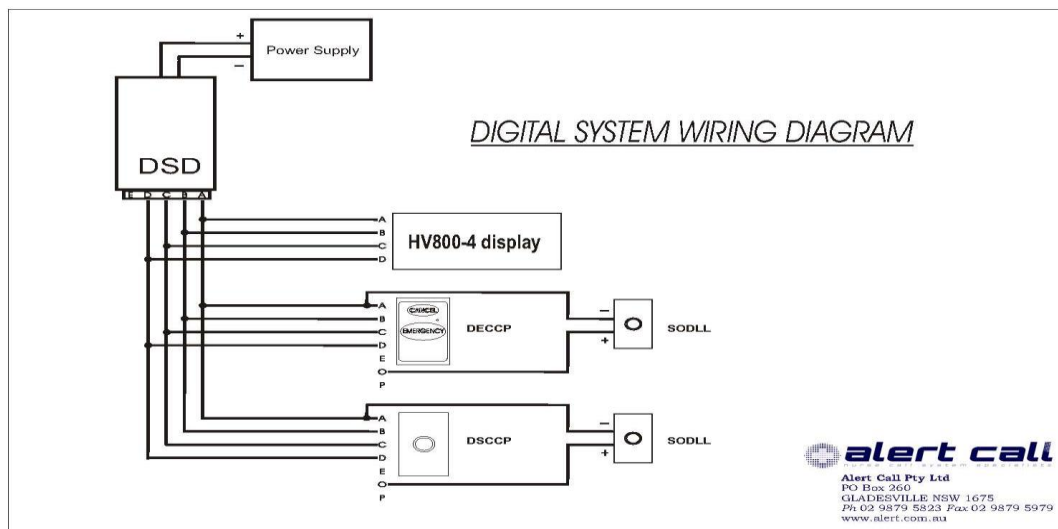 +
Power Supply
–
DIGITAL SYSTEM WIRING DIAGRAM
DSD
E D C B A
A
B
C
D
HV800-4 display
A
B
C
D
E
O
P
CANCEL
EMERGENCY
DECCP
–
+
SODLL
A
B
C
D
E
O
P
DSCCP
–
+
SODLL
alert call
nurse call system specialists
Alert Call Pty Ltd
PO Box 260
GLADESVILLE NSW 1675
Ph 02 9879 5823 Fax 02 9879 5979
www.alert.com.au